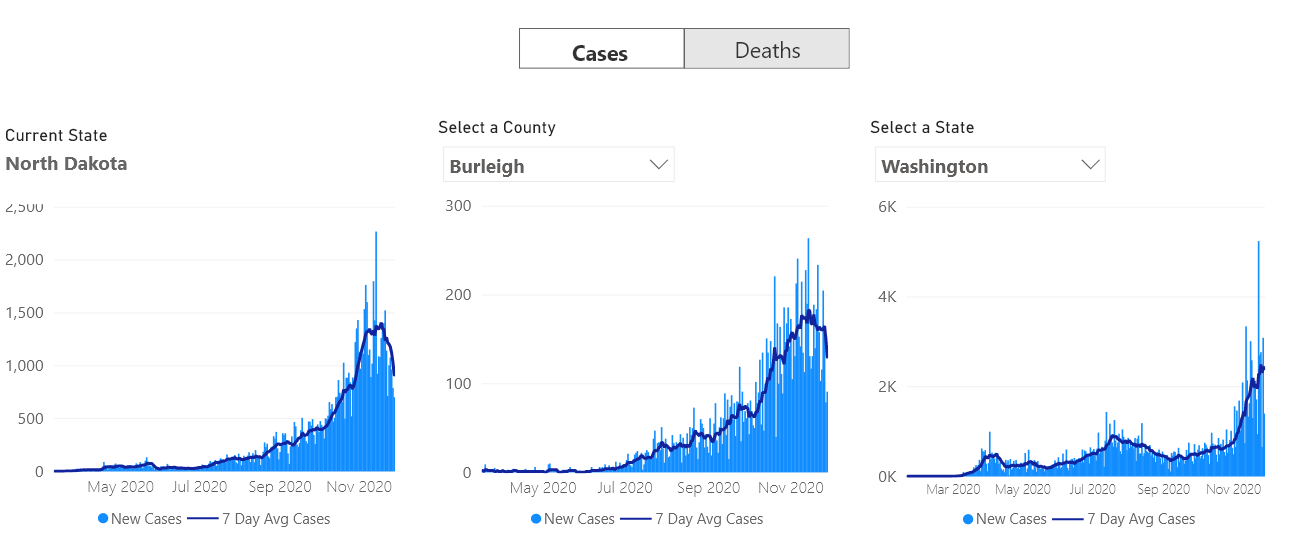 Cases
Deaths
Current State
North Dakota
2,500
2,000
1,500
1,000
500
0
May 2020 Jul 2020 Sep 2020 Nov 2020
New Cases 7 Day Avg Cases
Select a County
Burleigh
300
200
100
0
May 2020 Jul 2020 Sep 2020 Nov 2020
New Cases 7 Day Avg Cases
Select a State
Washington
6K
4K
2K
0K
Mar 2020 May 2020 Jul 2020 Sep 2020 Nov 2020
New Cases 7 Day Avg Cases